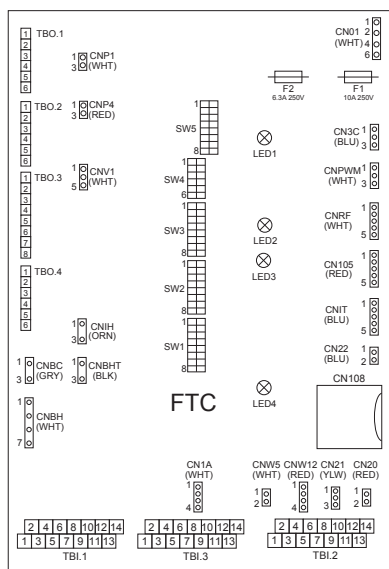 TBO.1
1
2
3
4
5
6
CNP1
(WHT)
1
3
CN01
(WHT)
1
2
4
6
F2
6.3A 250V
F1
10A 250V
TBO.2
1
2
3
4
5
6
CNP4
(RED)
1
3
SW5
1
8
LED1
CN3C
(BLU)
1
3
TBO.3
1
2
3
4
5
6
7
8
CNV1
(WHT)
1
5
SW4
1
6
CNPWM
(WHT)
1
3
SW3
1
8
LED2
CNRF
(WHT)
1
5
TBO.4
1
2
3
4
5
6
SW2
1
8
LED3
CN105
(RED)
1
5
CNIH
(ORN)
1
3
SW1
1
8
CNIT
(BLU)
1
5
CNBC
(GRY)
1
3
CNBHT
(BLK)
1
3
CN22
(BLU)
1
2
CNBH
(WHT)
1
7
FTC
LED4
CN108
CN1A
(WHT)
1
4
CNW5
(WHT)
1
2
CNW12
(RED)
1
4
CN21
(YLW)
1
3
CN20
(RED)
1
2
2 4 6 8 10 12 14
1 3 5 7 9 11 13
TBI.1
2 4 6 8 10 12 14
1 3 5 7 9 11 13
TBI.3
2 4 6 8 10 12 14
1 3 5 7 9 11 13
TBI.2